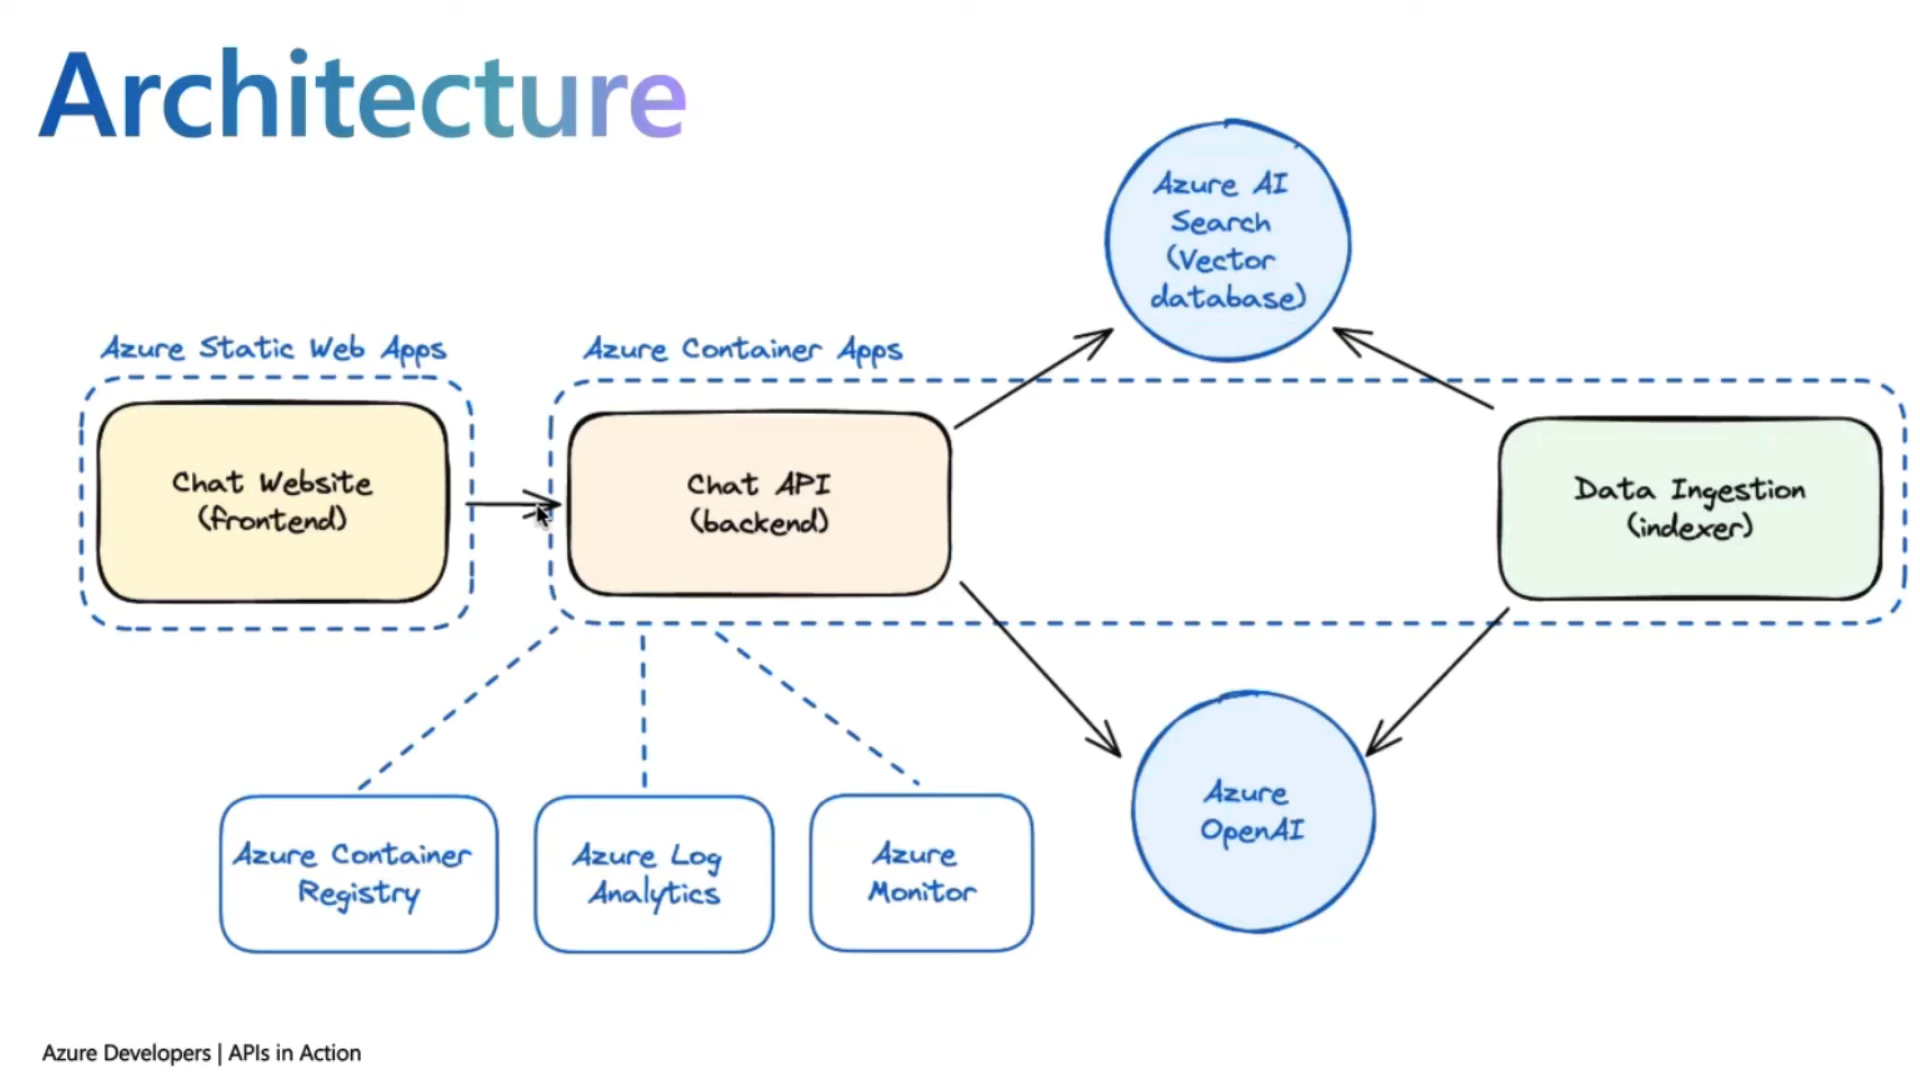 Architecture
Azure AI
Search
(Vector
database)
Azure Static Web Apps
Azure Container Apps
Chat Website
(frontend)
Chat API
(backend)
Data Ingestion
(indexer)
Azure
OpenAI
Azure Container
Registry
Azure Log
Analytics
Azure
Monitor
Azure Developers | APIs in Action